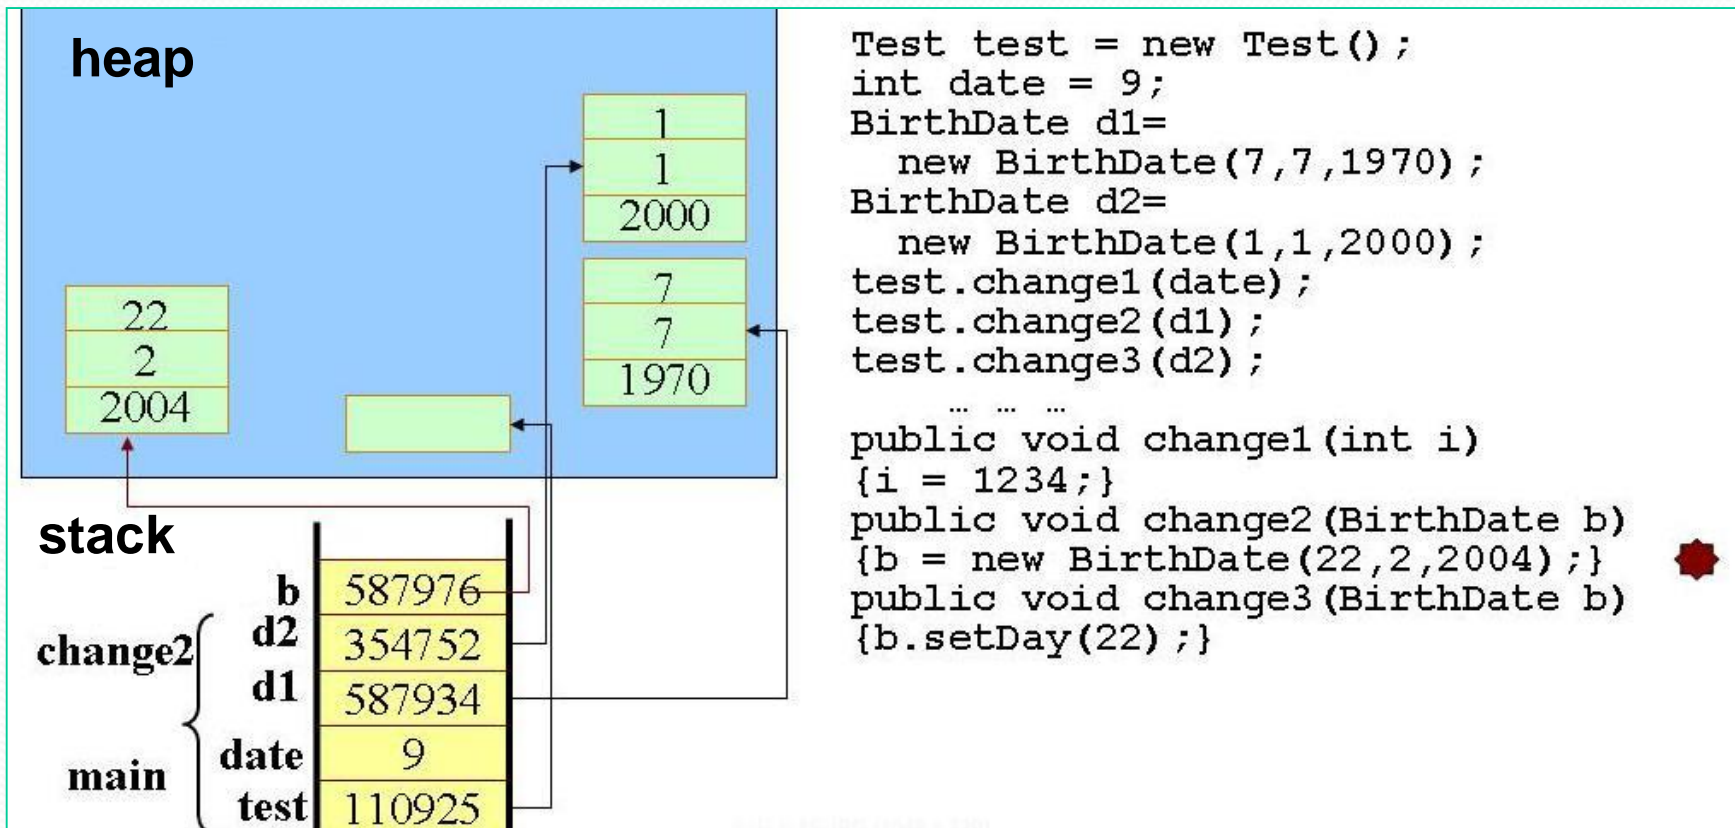 heap
1
1
2000
7
7
1970
22
2
2004
stack
b 587976
change2 d2 354752
d1 587934
date 9
main test 110925
Test test = new Test();
int date = 9;
BirthDate d1=
new BirthDate(7,7,1970);
BirthDate d2=
new BirthDate(1,1,2000);
test.change1(date);
test.change2(d1);
test.change3(d2);
… … …
public void change1(int i)
{i = 1234;}
public void change2(BirthDate b)
{b = new BirthDate(22,2,2004);}
public void change3(BirthDate b)
{b.setDay(22);}